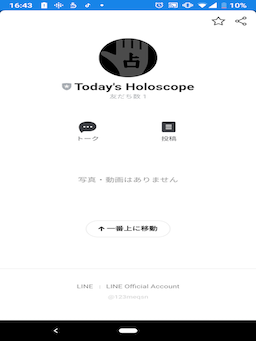 16:43
10%
占
Today's Holoscope
友だち数 1
トーク
投稿
写真・動画はありません
↑ 一番上に移動
LINE | LINE Official Account